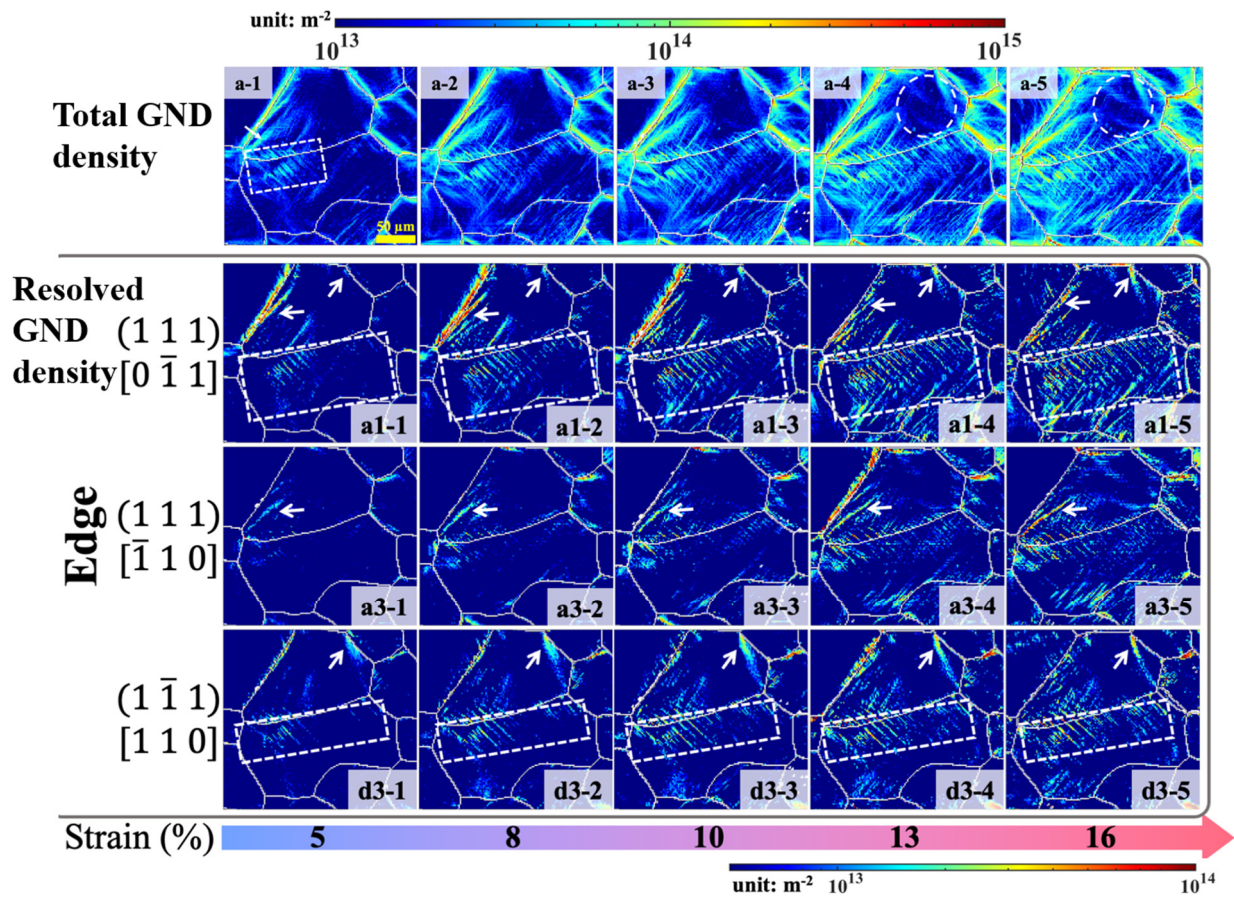 unit: m⁻²
10¹³ 10¹⁴ 10¹⁵
Total GND
density
a-1 a-2 a-3 a-4 a-5
50 µm
Resolved
GND
density
(1 1 1)
[0 1̅ 1]
a1-1 a1-2 a1-3 a1-4 a1-5
Edge
(1 1 1)
[1̅ 1 0]
a3-1 a3-2 a3-3 a3-4 a3-5
(1 1̅ 1)
[1 1 0]
d3-1 d3-2 d3-3 d3-4 d3-5
Strain (%) 5 8 10 13 16
unit: m⁻² 10¹³ 10¹⁴